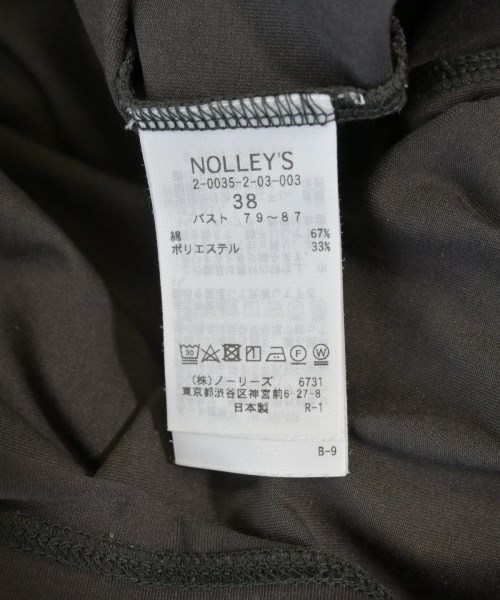 NOLLEY'S
2-0035-2-03-003
38
バスト 79～87
綿 67%
ポリエステル 33%
30
F W
(株)ノーリーズ 6731
東京都渋谷区神宮前6-27-8
日本製 R-1
B-9